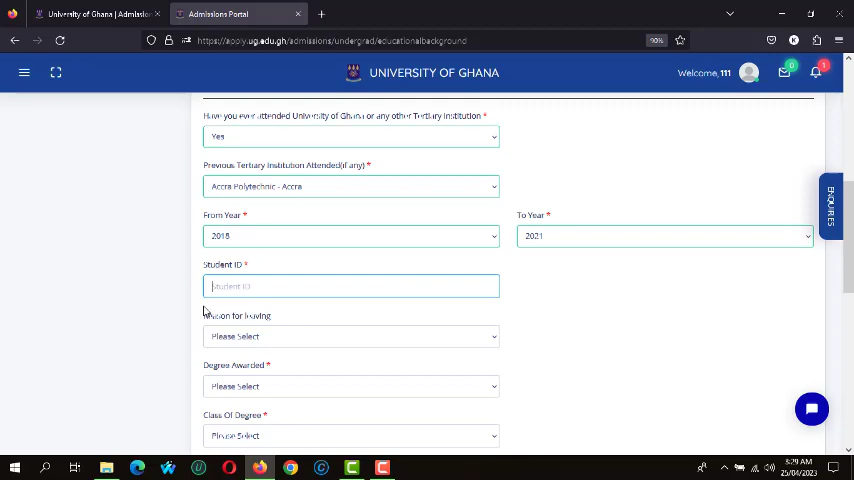 University of Ghana | Admission
Admissions Portal
https://apply.ug.edu.gh/admissions/undergrad/educationalbackground
90%
UNIVERSITY OF GHANA
Welcome, 111
0
1
Have you ever attended University of Ghana or any other Tertiary Institution *
Yes
Previous Tertiary Institution Attended(if any) *
Accra Polytechnic - Accra
From Year *
To Year *
2018
2021
Student ID *
Student ID
Reason for leaving
Please Select
Degree Awarded *
Please Select
Class Of Degree *
Please Select
ENQUIRIES
3:29 AM
25/04/2023